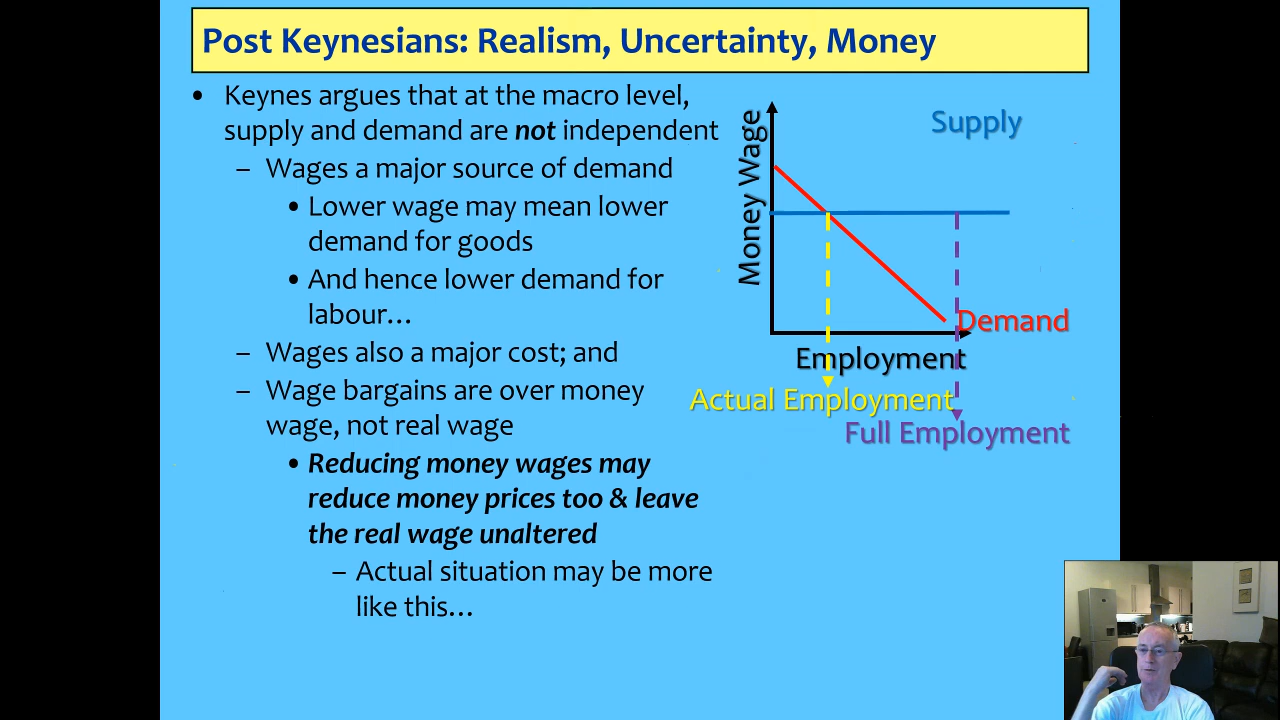 Post Keynesians: Realism, Uncertainty, Money
• Keynes argues that at the macro level,
supply and demand are not independent
– Wages a major source of demand
• Lower wage may mean lower
demand for goods
• And hence lower demand for
labour…
– Wages also a major cost; and
– Wage bargains are over money
wage, not real wage
• Reducing money wages may
reduce money prices too & leave
the real wage unaltered
– Actual situation may be more
like this…
Money Wage
Supply
Demand
Employment
Actual Employment
Full Employment